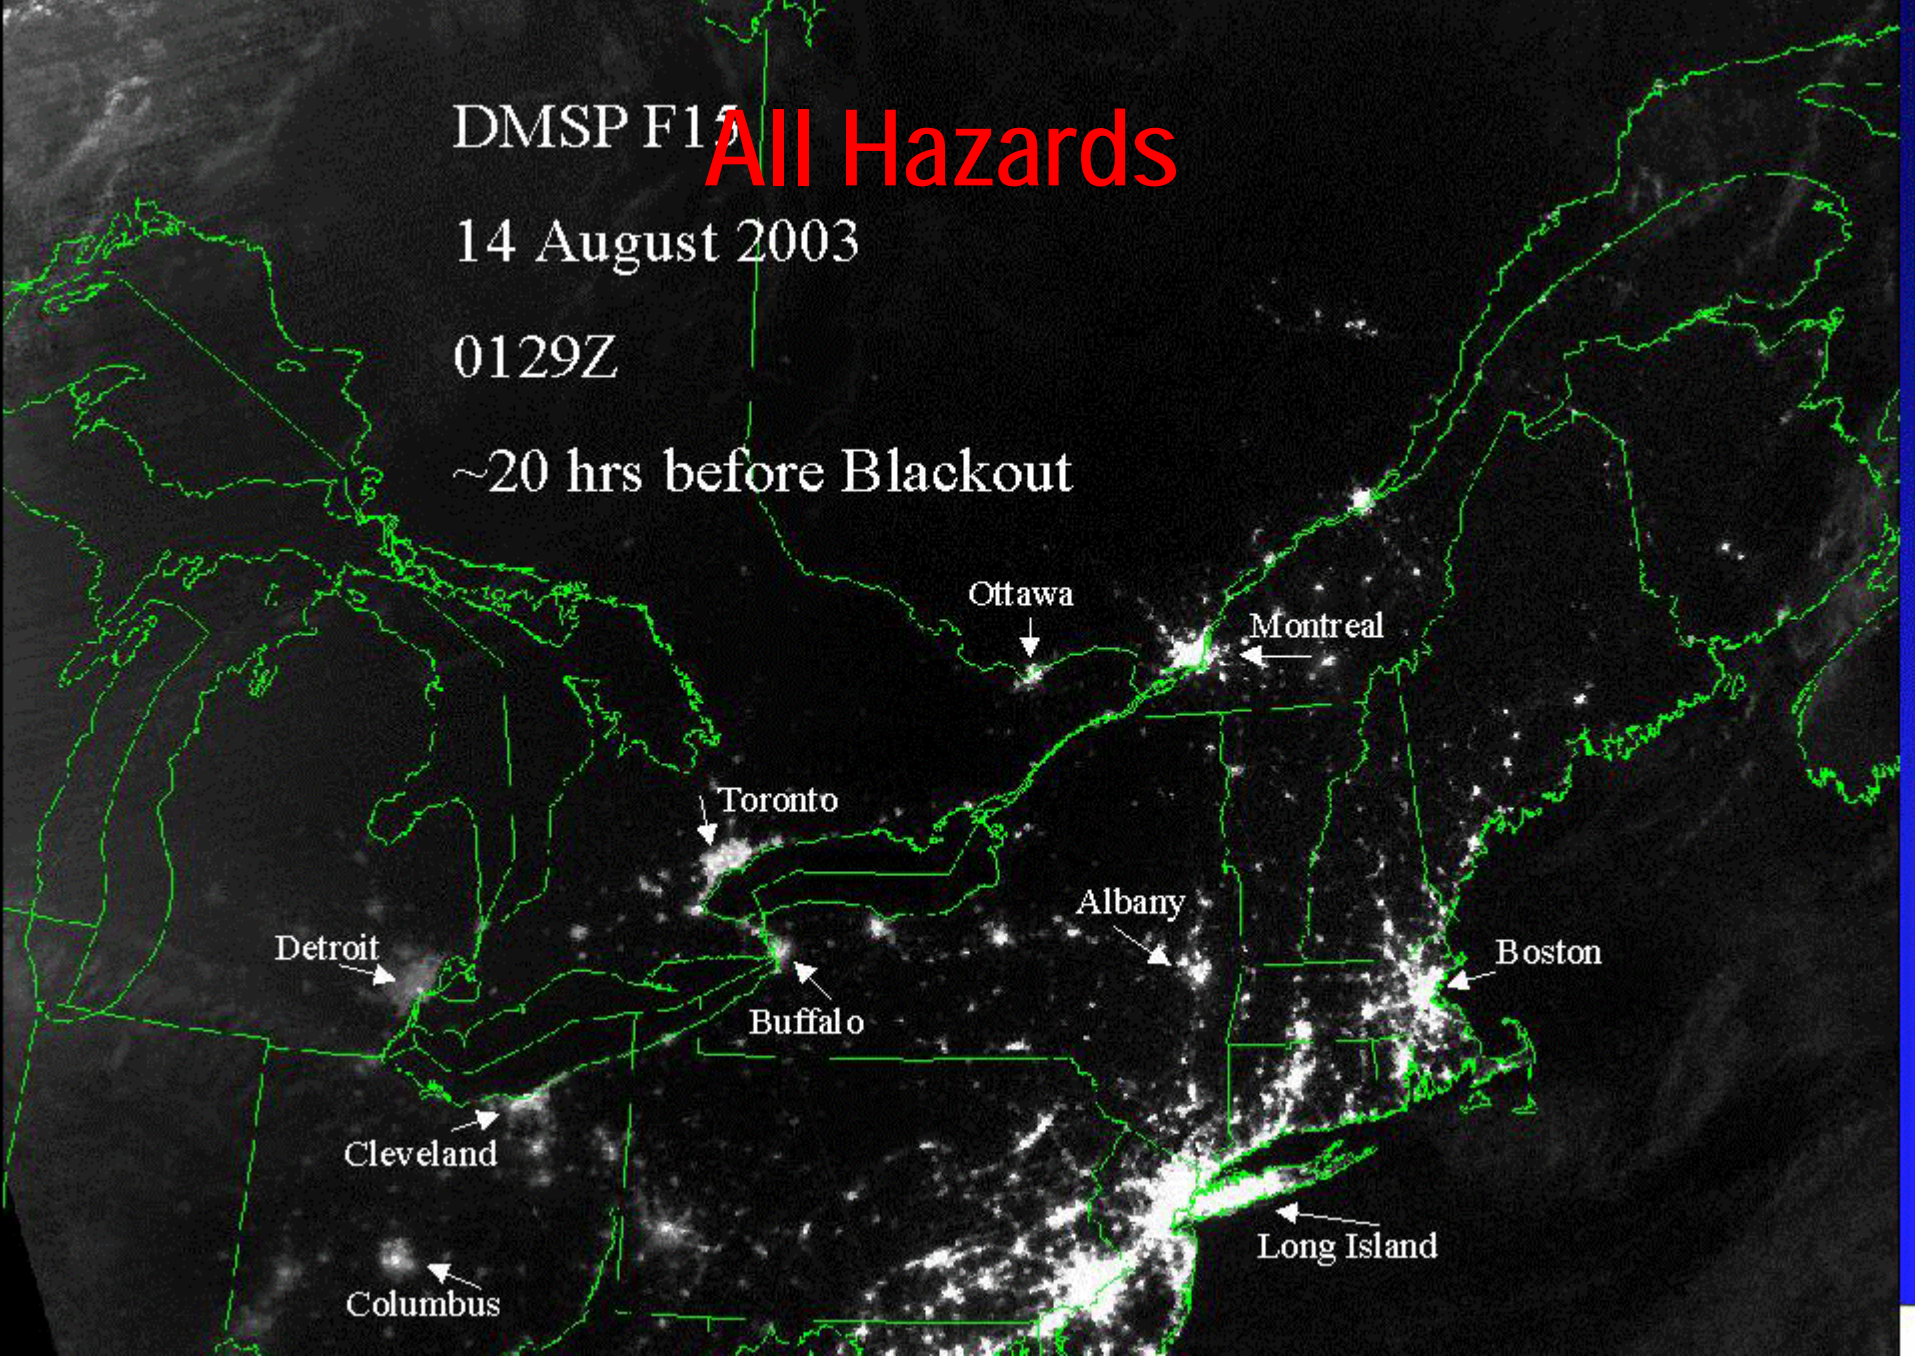 DMSP F15
All Hazards
14 August 2003
0129Z
~20 hrs before Blackout
Ottawa
Montreal
Toronto
Albany
Detroit
Boston
Buffalo
Cleveland
Long Island
Columbus